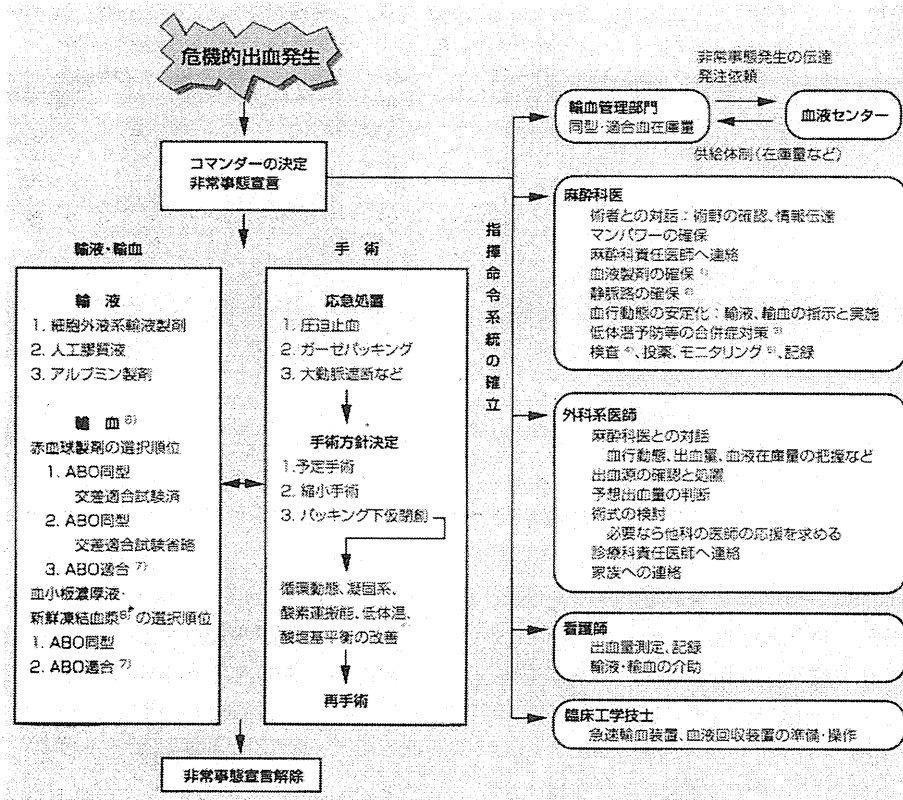 危機的出血発生
コマンダーの決定
非常事態宣言
輸液・輸血
輸 液
1. 細胞外液系輸液製剤
2. 人工膠質液
3. アルブミン製剤
輸 血 6)
赤血球製剤の選択順位
1. ABO同型
交差適合試験済
2. ABO同型
交差適合試験省略
3. ABO適合 7)
血小板濃厚液・
新鮮凍結血漿 の選択順位
1. ABO同型
2. ABO適合 7)
手 術
応急処置
1. 圧迫止血
2. ガーゼパッキング
3. 大動脈遮断など
手術方針決定
1.予定手術
2. 縮小手術
3. パッキング下仮閉創
循環動態、凝固系、
酸素運搬能、低体温、
酸塩基平衡の改善
再手術
非常事態宣言解除
指揮命令系統の確立
非常事態発生の伝達
発注依頼
輸血管理部門
同型・適合血在庫量
血液センター
供給体制(在庫量など)
麻酔科医
術者との対話：術野の確認、情報伝達
マンパワーの確保
麻酔科責任医師へ連絡
血液製剤の確保
静脈路の確保
血行動態の安定化：輸液、輸血の指示と実施
低体温予防等の合併症対策
検査 、投薬、モニタリング 、記録
外科系医師
麻酔科医との対話
血行動態、出血量、血液在庫量の把握など
出血源の確認と処置
予想出血量の判断
術式の検討
必要なら他科の医師の応援を求める
診療科責任医師へ連絡
家族への連絡
看護師
出血量測定、記録
輸液・輸血の介助
臨床工学技士
急速輸血装置、血液回収装置の準備・操作